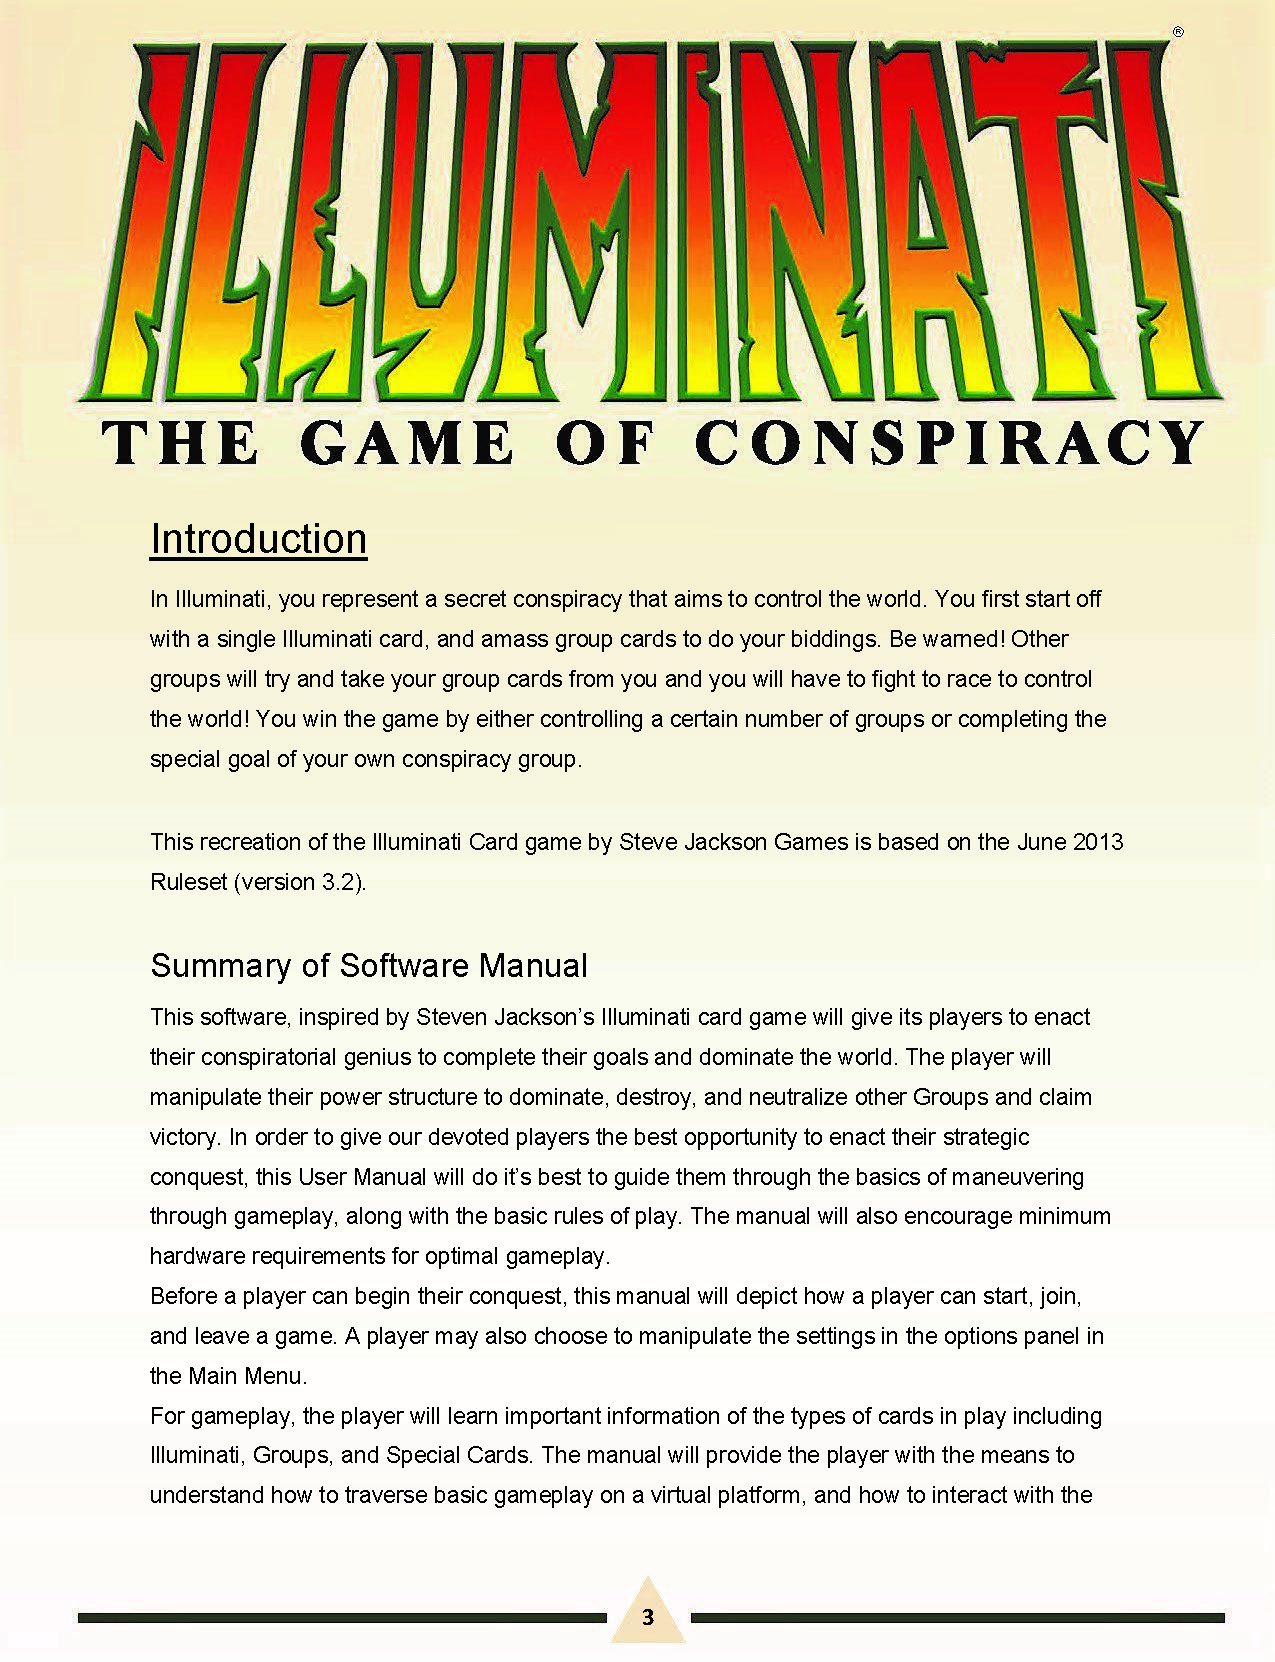 ILLUMINATI ®
THE GAME OF CONSPIRACY
Introduction
In Illuminati, you represent a secret conspiracy that aims to control the world. You first start off
with a single Illuminati card, and amass group cards to do your biddings. Be warned! Other
groups will try and take your group cards from you and you will have to fight to race to control
the world! You win the game by either controlling a certain number of groups or completing the
special goal of your own conspiracy group.
This recreation of the Illuminati Card game by Steve Jackson Games is based on the June 2013
Ruleset (version 3.2).
Summary of Software Manual
This software, inspired by Steven Jackson’s Illuminati card game will give its players to enact
their conspiratorial genius to complete their goals and dominate the world. The player will
manipulate their power structure to dominate, destroy, and neutralize other Groups and claim
victory. In order to give our devoted players the best opportunity to enact their strategic
conquest, this User Manual will do it’s best to guide them through the basics of maneuvering
through gameplay, along with the basic rules of play. The manual will also encourage minimum
hardware requirements for optimal gameplay.
Before a player can begin their conquest, this manual will depict how a player can start, join,
and leave a game. A player may also choose to manipulate the settings in the options panel in
the Main Menu.
For gameplay, the player will learn important information of the types of cards in play including
Illuminati, Groups, and Special Cards. The manual will provide the player with the means to
understand how to traverse basic gameplay on a virtual platform, and how to interact with the
3